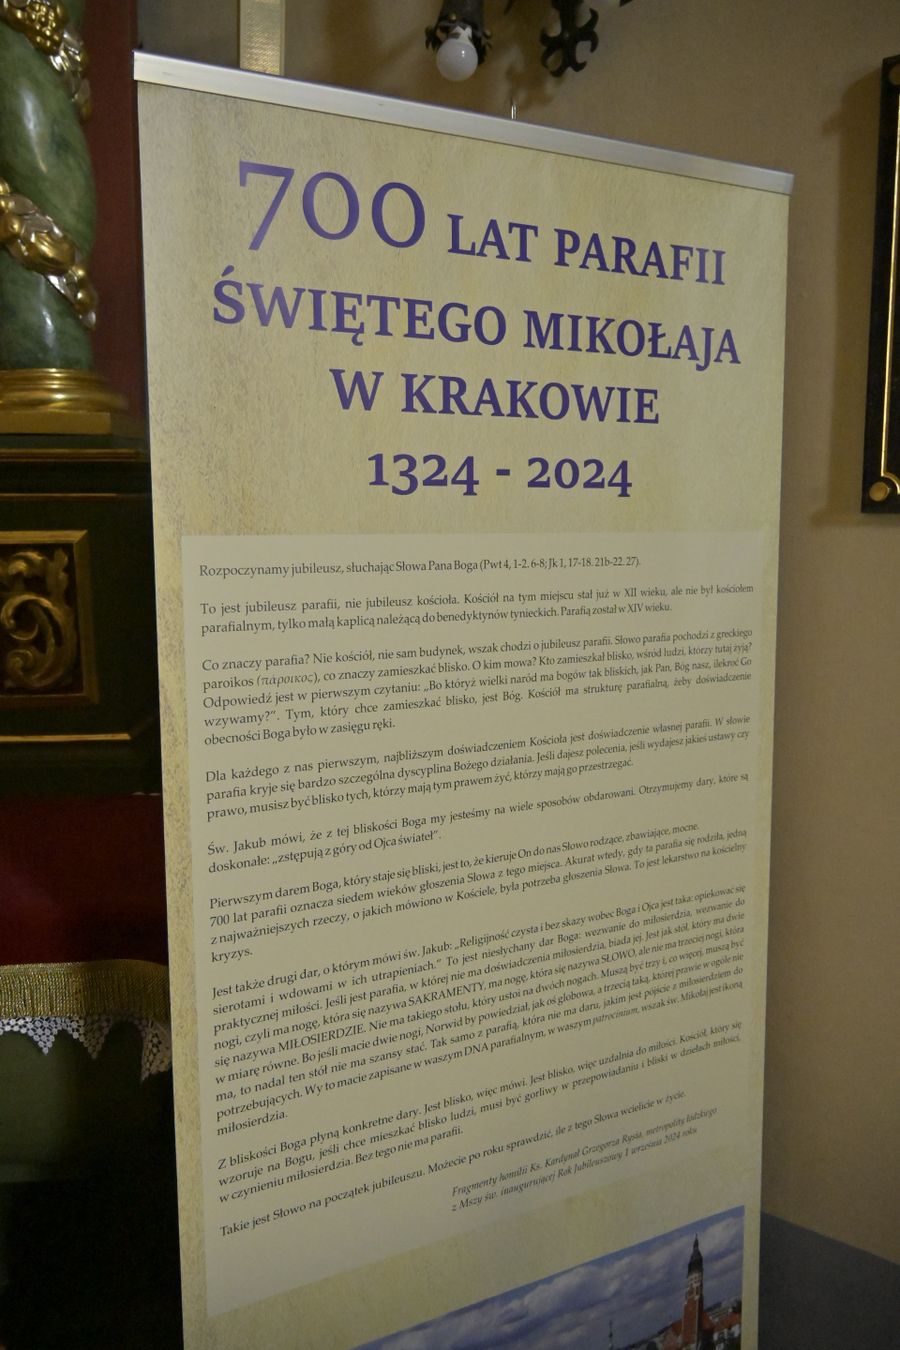 700 LAT PARAFII
ŚWIĘTEGO MIKOŁAJA
W KRAKOWIE
1324 - 2024
Rozpoczynamy jubileusz, słuchając Słowa Pana Boga (Pwt 4, 1-2. 6-8; Jk 1, 17-18. 21b-22. 27).
To jest jubileusz parafii, nie jubileusz kościoła. Kościół na tym miejscu stał już w XII wieku, ale nie był kościołem
parafialnym, tylko małą kaplicą należącą do benedyktynów tynieckich. Parafią został w XIV wieku.
Co znaczy parafia? Nie kościół, nie sam budynek, wszak chodzi o jubileusz parafii. Słowo parafia pochodzi z greckiego
paroikos (πάροικος), co znaczy zamieszkać blisko. O kim mowa? Kto zamieszkał blisko, wśród ludzi, którzy tutaj żyją?
Odpowiedź jest w pierwszym czytaniu: „Bo któryż wielki naród ma bogów tak bliskich, jak Pan, Bóg nasz, ilekroć Go
wzywamy?”. Tym, który chce zamieszkać blisko, jest Bóg. Kościół ma strukturę parafialną, żeby doświadczenie
obecności Boga było w zasięgu ręki.
Dla każdego z nas pierwszym, najbliższym doświadczeniem Kościoła jest doświadczenie własnej parafii. W słowie
parafia kryje się bardzo szczególna dyscyplina Bożego działania. Jeśli dajesz polecenia, jeśli wydajesz jakieś ustawy czy
prawo, musisz być blisko tych, którzy mają tym prawem żyć, którzy mają go przestrzegać.
Św. Jakub mówi, że z tej bliskości Boga my jesteśmy na wiele sposobów obdarowani. Otrzymujemy dary, które są
doskonałe: „zstępują z góry od Ojca świateł”.
Pierwszym darem Boga, który staje się bliski, jest to, że kieruje On do nas Słowo rodzące, zbawiające, mocne.
700 lat parafii oznacza siedem wieków głoszenia Słowa z tego miejsca. Akurat wtedy, gdy ta parafia się rodziła, jedną
z najważniejszych rzeczy, o jakich mówiono w Kościele, była potrzeba głoszenia Słowa. To jest lekarstwo na kościelny
kryzys.
Jest także drugi dar, o którym mówi św. Jakub: „Religijność czysta i bez skazy wobec Boga i Ojca jest taka: opiekować się
sierotami i wdowami w ich utrapieniach.” To jest niesłychany dar Boga: wezwanie do miłosierdzia, wezwanie do
praktycznej miłości. Jeśli jest parafia, w której nie ma doświadczenia miłosierdzia, biada jej. Jest jak stół, który ma dwie
nogi, czyli ma nogę, która się nazywa SAKRAMENTY, ma nogę, która się nazywa SŁOWO, ale nie ma trzeciej nogi, która
się nazywa MIŁOSIERDZIE. Nie ma takiego stołu, który ustoi na dwóch nogach. Muszą być trzy i, co więcej, muszą być
w miarę równe. Bo jeśli macie dwie nogi, Norwid by powiedział, jak oś globowa, a trzecią taką, której prawie w ogóle nie
ma, to nadal ten stół nie ma szansy stać. Tak samo z parafią, która nie ma daru, jakim jest pójście z miłosierdziem do
potrzebujących. Wy to macie zapisane w waszym DNA parafialnym, w waszym patrocinium, wszak św. Mikołaj jest ikoną
miłosierdzia.
Z bliskości Boga płyną konkretne dary. Jest blisko, więc mówi. Jest blisko, więc uzdalnia do miłości. Kościół, który się
wzoruje na Bogu, jeśli chce mieszkać blisko ludzi, musi być gorliwy w przepowiadaniu i bliski w dziełach miłości,
w czynieniu miłosierdzia. Bez tego nie ma parafii.
Takie jest Słowo na początek jubileuszu. Możecie po roku sprawdzić, ile z tego Słowa wcielicie w życie.
Fragmenty homilii Ks. Kardynał Grzegorza Rysia, metropolity łódzkiego
z Mszy św. inaugurującej Rok Jubileuszowy 1 września 2024 roku